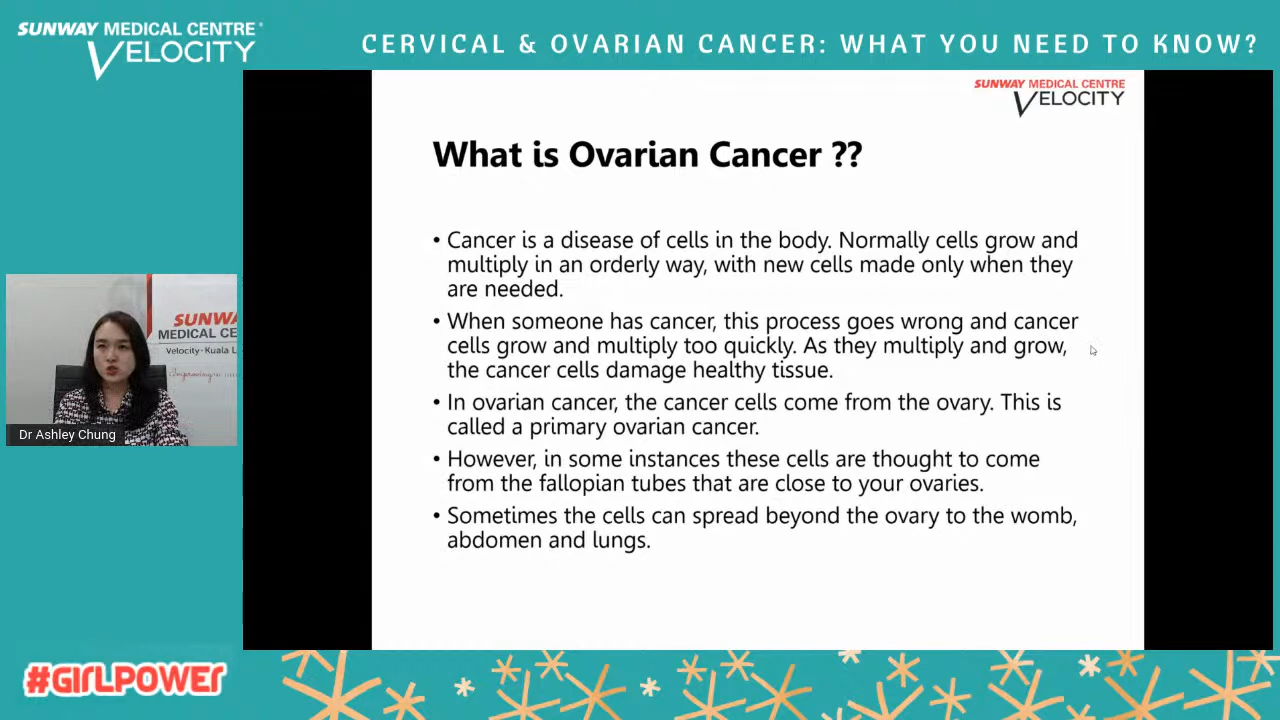 SUNWAY MEDICAL CENTRE
VELOCITY
CERVICAL & OVARIAN CANCER: WHAT YOU NEED TO KNOW?
SUNWAY MEDICAL CENTRE
VELOCITY
What is Ovarian Cancer ??
• Cancer is a disease of cells in the body. Normally cells grow and
multiply in an orderly way, with new cells made only when they
are needed.
• When someone has cancer, this process goes wrong and cancer
cells grow and multiply too quickly. As they multiply and grow,
the cancer cells damage healthy tissue.
• In ovarian cancer, the cancer cells come from the ovary. This is
called a primary ovarian cancer.
• However, in some instances these cells are thought to come
from the fallopian tubes that are close to your ovaries.
• Sometimes the cells can spread beyond the ovary to the womb,
abdomen and lungs.
SUNWA
MEDICAL CE
Velocity - Kuala L
Dr Ashley Chung
#GIRLPOWER